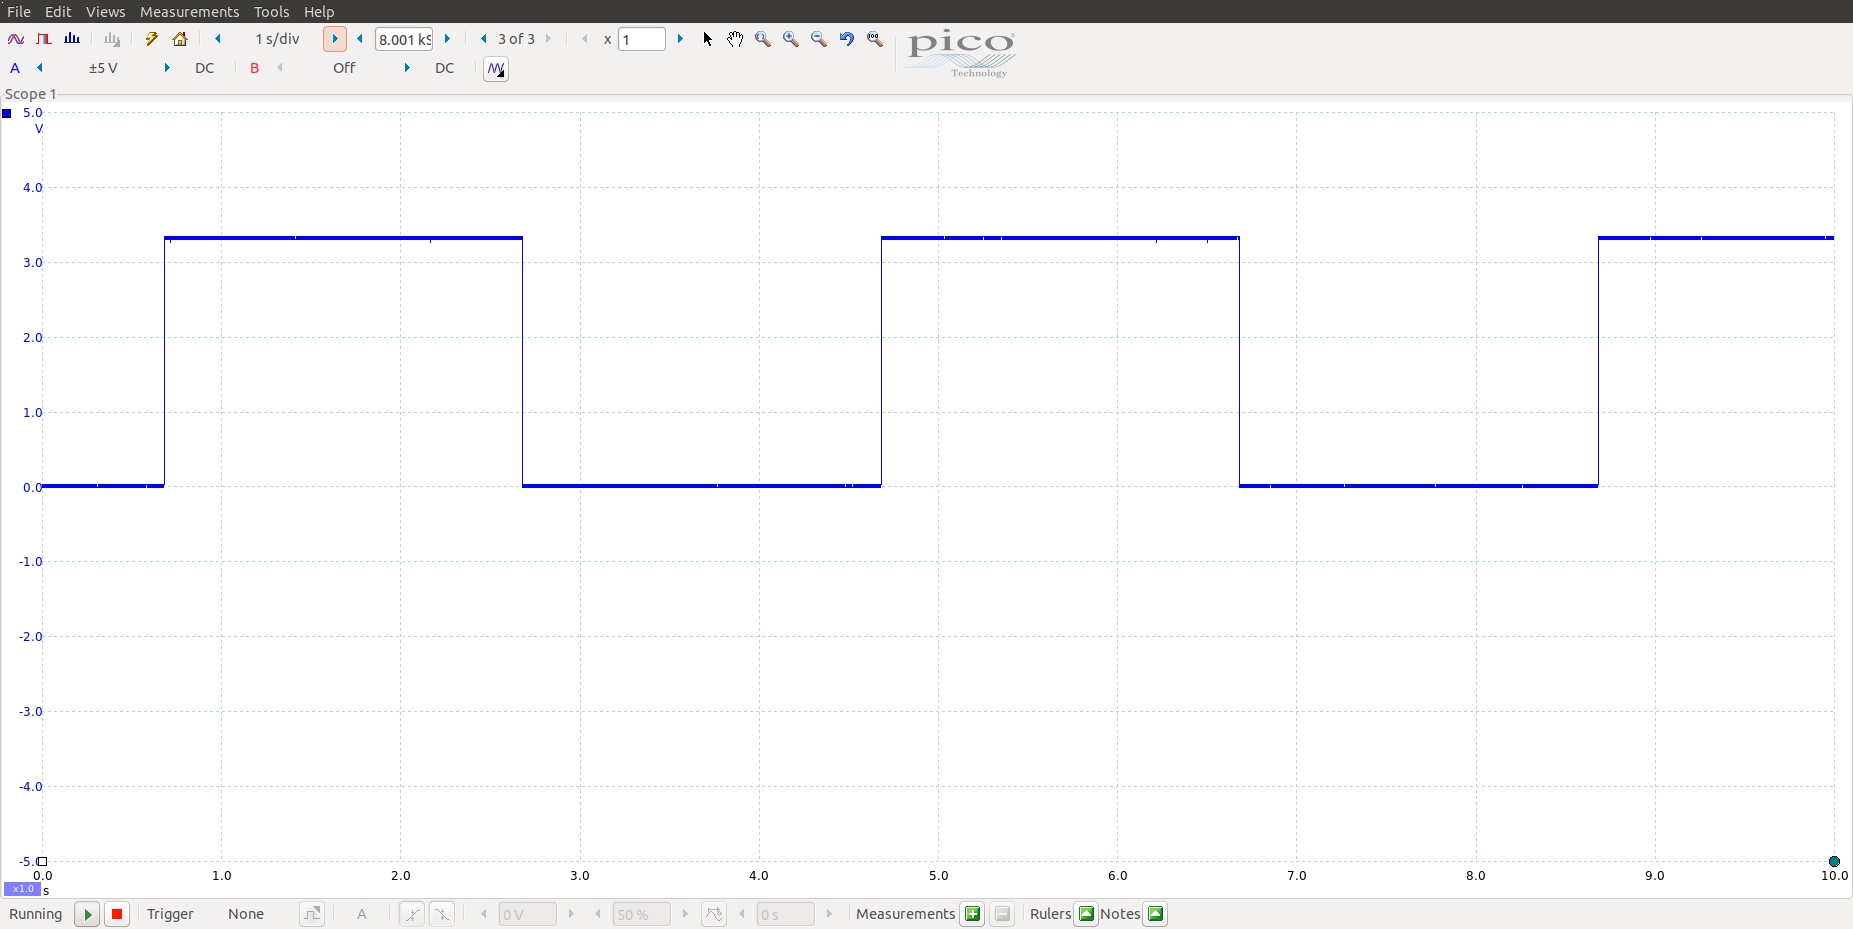 File Edit Views Measurements Tools Help
1 s/div 8.001 kS 3 of 3 x 1
pico
Technology
A ±5 V DC B Off DC
Scope 1
5.0
V
4.0
3.0
2.0
1.0
0.0
-1.0
-2.0
-3.0
-4.0
-5.0
0.0 1.0 2.0 3.0 4.0 5.0 6.0 7.0 8.0 9.0 10.0
x1.0 s
Running Trigger None A 0 V 50 % 0 s Measurements Rulers Notes